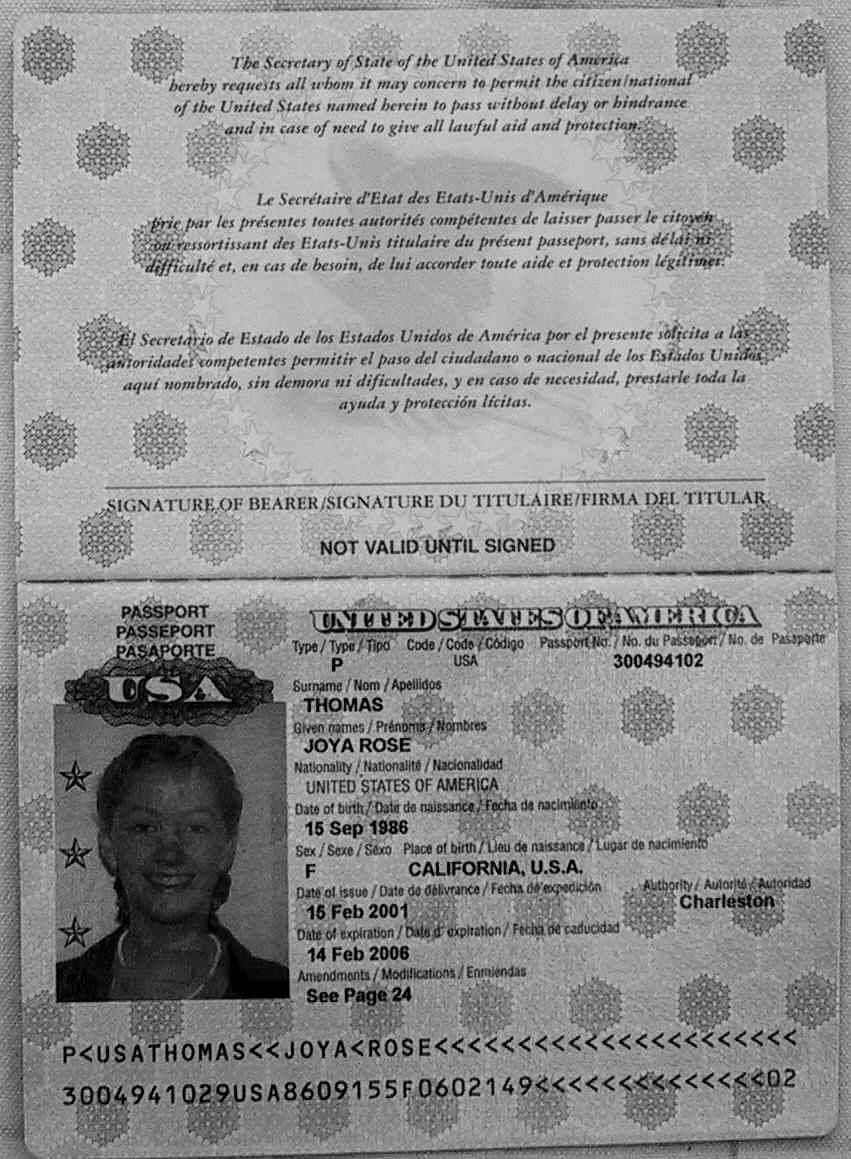 The Secretary of State of the United States of America
hereby requests all whom it may concern to permit the citizen/national
of the United States named herein to pass without delay or hindrance
and in case of need to give all lawful aid and protection.
Le Secrétaire d'Etat des Etats-Unis d'Amérique
prie par les présentes toutes autorités compétentes de laisser passer le citoyen
ou ressortissant des Etats-Unis titulaire du présent passeport, sans délai ni
difficulté et, en cas de besoin, de lui accorder toute aide et protection légitimes.
El Secretario de Estado de los Estados Unidos de América por el presente solicita a las
autoridades competentes permitir el paso del ciudadano o nacional de los Estados Unidos
aquí nombrado, sin demora ni dificultades, y en caso de necesidad, prestarle toda la
ayuda y protección lícitas.
SIGNATURE OF BEARER/SIGNATURE DU TITULAIRE/FIRMA DEL TITULAR
NOT VALID UNTIL SIGNED
PASSPORT
PASSEPORT
PASAPORTE
USA
UNITED STATES OF AMERICA
Type / Type / Tipo Code / Code / Código Passport No. / No. du Passeport / No. de Pasaporte
P USA 300494102
Surname / Nom / Apellidos
THOMAS
Given names / Prénoms / Nombres
JOYA ROSE
Nationality / Nationalité / Nacionalidad
UNITED STATES OF AMERICA
Date of birth / Date de naissance / Fecha de nacimiento
15 Sep 1986
Sex / Sexe / Sexo Place of birth / Lieu de naissance / Lugar de nacimiento
F CALIFORNIA, U.S.A.
Date of issue / Date de délivrance / Fecha de expedición Authority / Autorité / Autoridad
15 Feb 2001 Charleston
Date of expiration / Date d' expiration / Fecha de caducidad
14 Feb 2006
Amendments / Modifications / Enmiendas
See Page 24
P<USATHOMAS<<JOYA<ROSE<<<<<<<<<<<<<<<<<<<<<<
3004941029USA8609155F0602149<<<<<<<<<<<<<<02